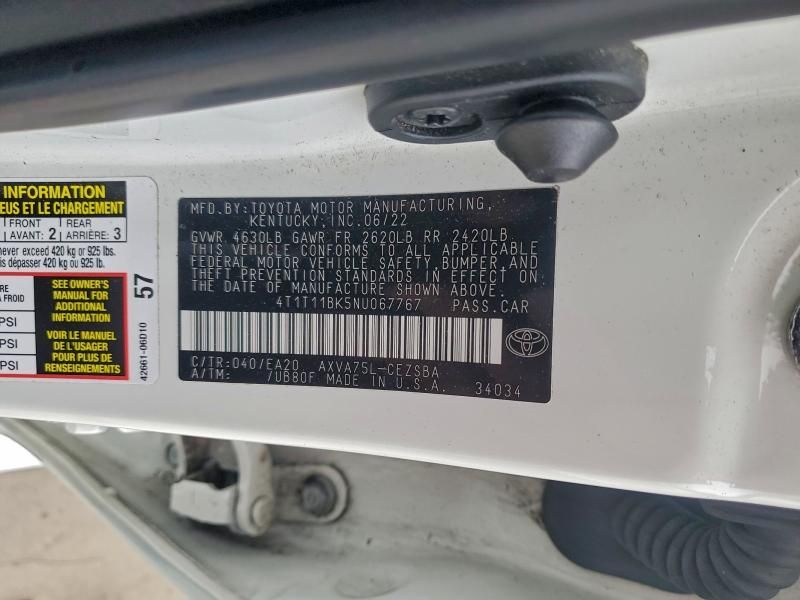 INFORMATION
EUS ET LE CHARGEMENT
FRONT
AVANT: 2
REAR
ARRIÈRE: 3
never exceed 420 kg or 925 lbs.
is dépasser 420 kg ou 925 lb.
RE
À FROID
PSI
PSI
PSI
SEE OWNER'S
MANUAL FOR
ADDITIONAL
INFORMATION
VOIR LE MANUEL
DE L'USAGER
POUR PLUS DE
RENSEIGNEMENTS
57
42661-06D10
MFD.BY:TOYOTA MOTOR MANUFACTURING,
KENTUCKY, INC.06/22
GVWR 4630LB GAWR FR 2620LB RR 2420LB
THIS VEHICLE CONFORMS TO ALL APPLICABLE
FEDERAL MOTOR VEHICLE SAFETY, BUMPER, AND
THEFT PREVENTION STANDARDS IN EFFECT ON
THE DATE OF MANUFACTURE SHOWN ABOVE.
4T1T11BK5NU067767 PASS.CAR
C/TR:040/EA20 AXVA75L-CEZSBA
A/TM: /UB80F MADE IN U.S.A. 34034